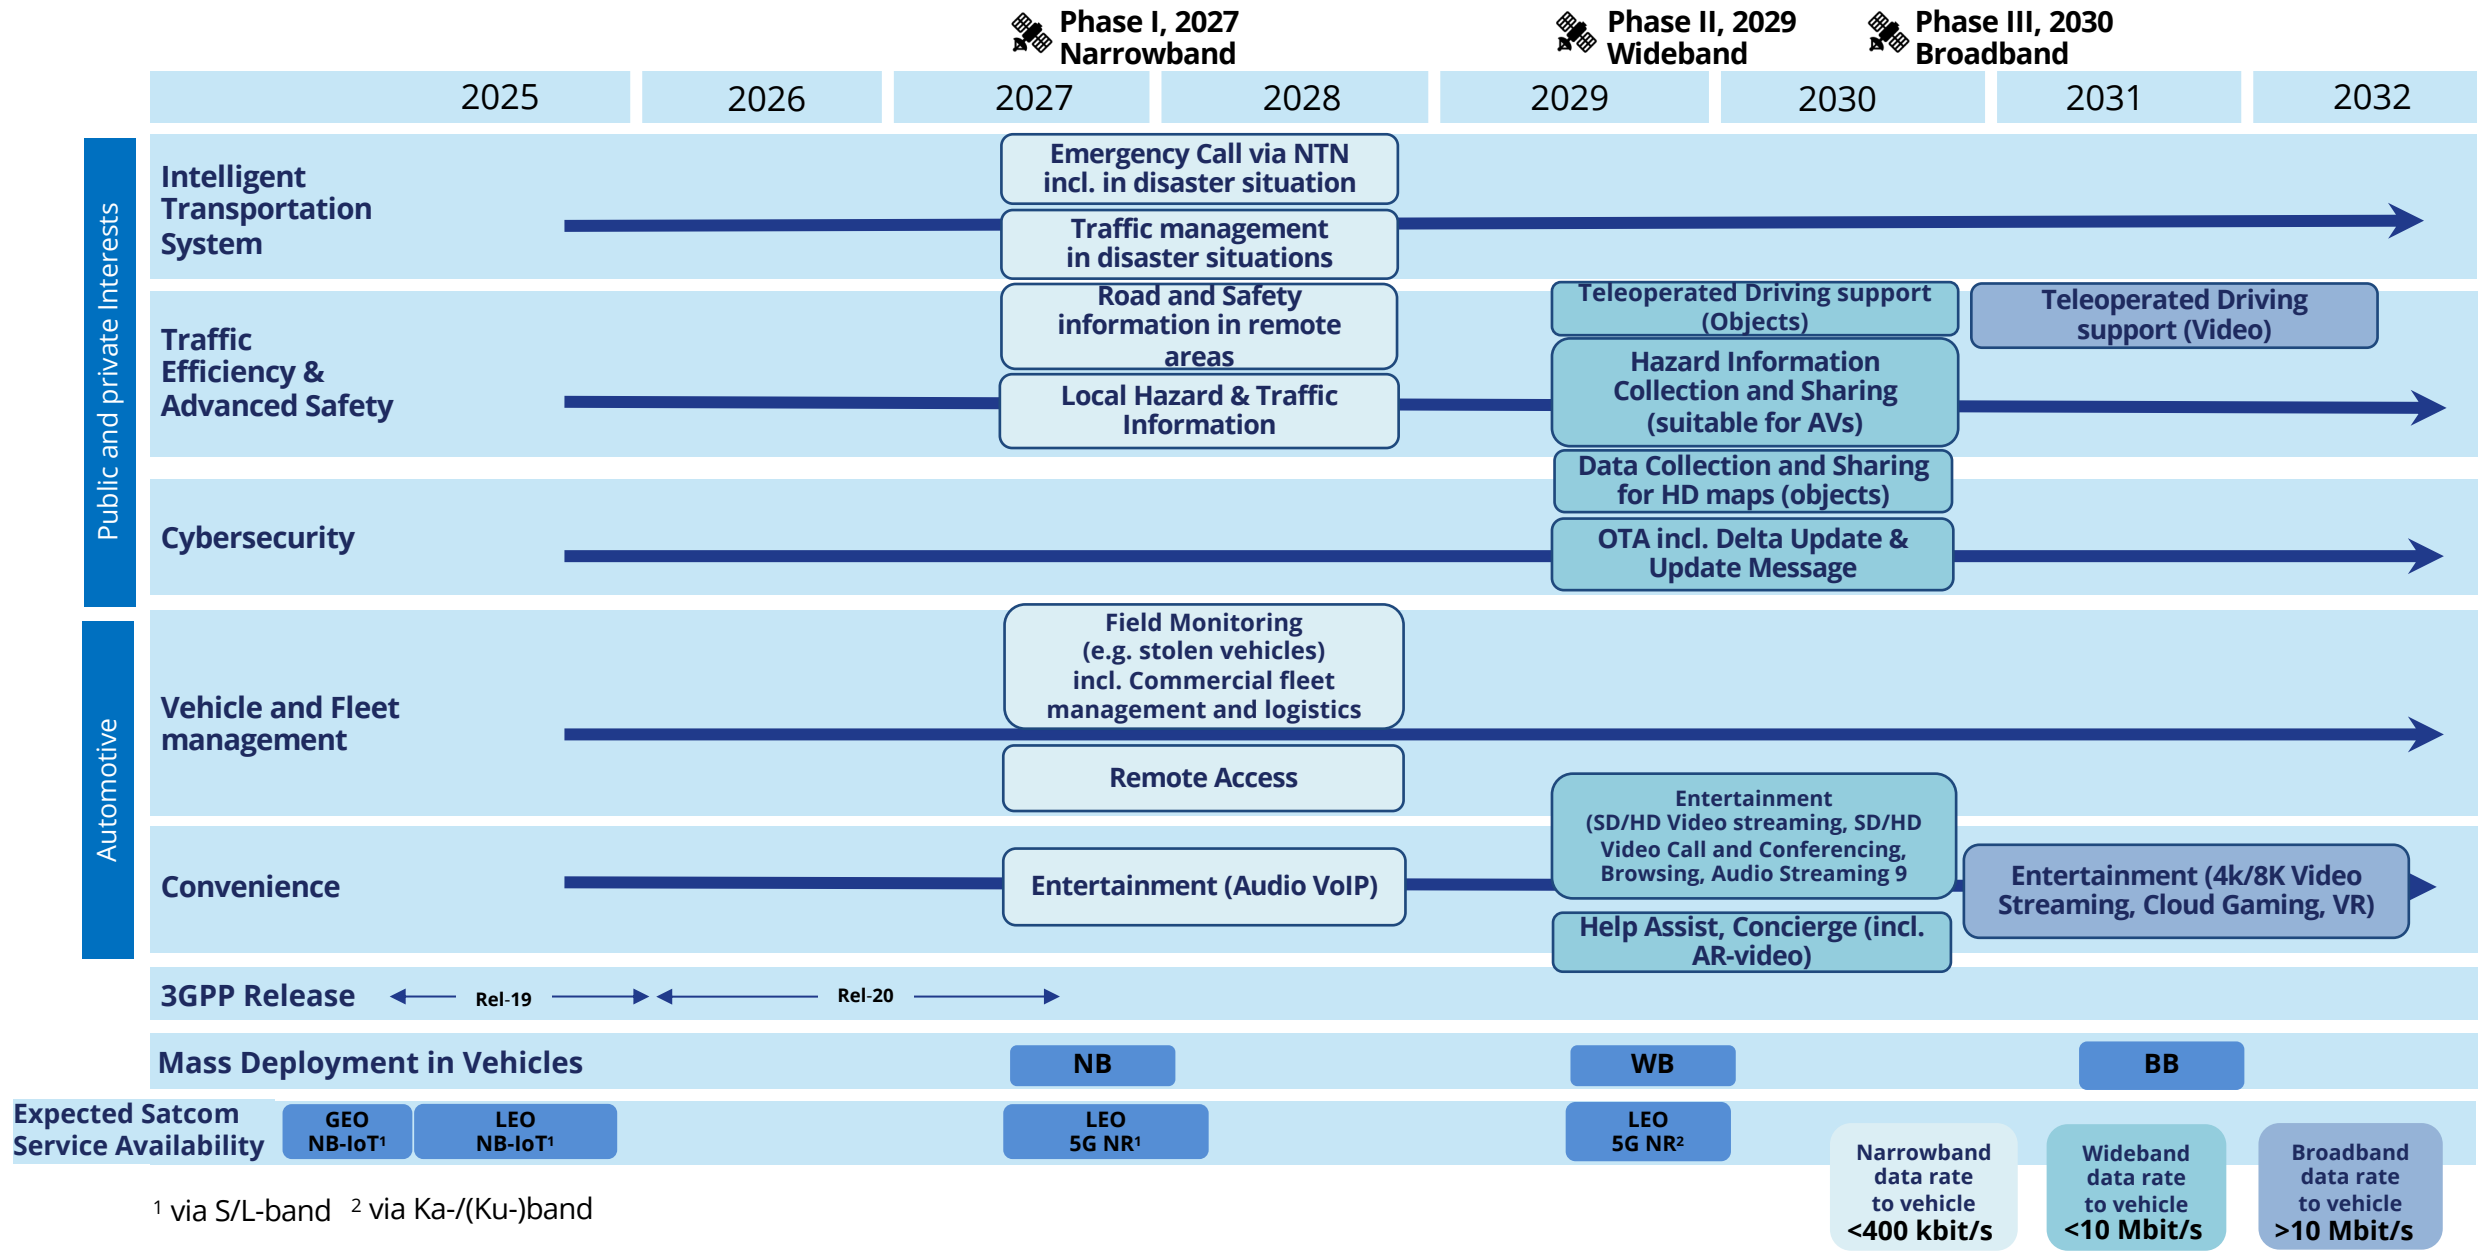 Phase I, 2027
Narrowband
Phase II, 2029
Wideband
Phase III, 2030
Broadband
2025
2026
2027
2028
2029
2030
2031
2032
Public and private Interests
Intelligent
Transportation
System
Emergency Call via NTN
incl. in disaster situation
Traffic management
in disaster situations
Traffic
Efficiency &
Advanced Safety
Road and Safety
information in remote
areas
Local Hazard & Traffic
Information
Teleoperated Driving support
(Objects)
Hazard Information
Collection and Sharing
(suitable for AVs)
Teleoperated Driving
support (Video)
Cybersecurity
Data Collection and Sharing
for HD maps (objects)
OTA incl. Delta Update &
Update Message
Automotive
Vehicle and Fleet
management
Field Monitoring
(e.g. stolen vehicles)
incl. Commercial fleet
management and logistics
Remote Access
Convenience
Entertainment (Audio VoIP)
Entertainment
(SD/HD Video streaming, SD/HD
Video Call and Conferencing,
Browsing, Audio Streaming 9
Help Assist, Concierge (incl.
AR-video)
Entertainment (4k/8K Video
Streaming, Cloud Gaming, VR)
3GPP Release
Rel-19
Rel-20
Mass Deployment in Vehicles
NB
WB
BB
Expected Satcom
Service Availability
GEO
NB-IoT¹
LEO
NB-IoT¹
LEO
5G NR¹
LEO
5G NR²
Narrowband
data rate
to vehicle
<400 kbit/s
Wideband
data rate
to vehicle
<10 Mbit/s
Broadband
data rate
to vehicle
>10 Mbit/s
¹ via S/L-band ² via Ka-/(Ku-)band